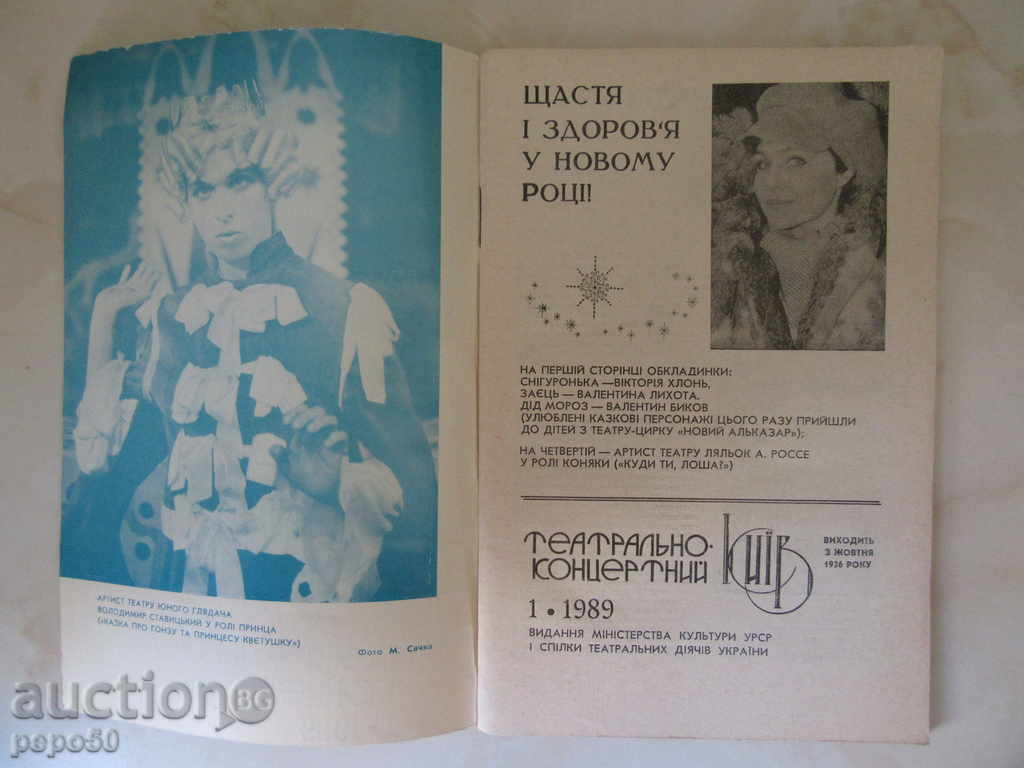 АРТИСТ ТЕАТРУ ЮНОГО ГЛЯДАЧА
ВОЛОДИМИР СТАВИЦЬКИЙ У РОЛІ ПРИНЦА
(«КАЗКА ПРО ГОНЗУ ТА ПРИНЦЕСУ КВЕТУШКУ»)
Фото М. Сачка
ЩАСТЯ
І ЗДОРОВ'Я
У НОВОМУ
РОЦІ!
НА ПЕРШІЙ СТОРІНЦІ ОБКЛАДИНКИ:
СНІГУРОНЬКА — ВІКТОРІЯ ХЛОНЬ,
ЗАЄЦЬ — ВАЛЕНТИНА ЛИХОТА,
ДІД МОРОЗ — ВАЛЕНТИН БИКОВ
(УЛЮБЛЕНІ КАЗКОВІ ПЕРСОНАЖІ ЦЬОГО РАЗУ ПРИЙШЛИ
ДО ДІТЕЙ З ТЕАТРУ-ЦИРКУ «НОВИЙ АЛЬКАЗАР»);
НА ЧЕТВЕРТІЙ — АРТИСТ ТЕАТРУ ЛЯЛЬОК А. РОССЕ
У РОЛІ КОНЯКИ («КУДИ ТИ, ЛОША?»)
ТЕАТРАЛЬНО-
КОНЦЕРТНИЙ
КИЇВ
ВИХОДИТЬ
З ЖОВТНЯ
1936 РОКУ
1 • 1989
ВИДАННЯ МІНІСТЕРСТВА КУЛЬТУРИ УРСР
І СПІЛКИ ТЕАТРАЛЬНИХ ДІЯЧІВ УКРАЇНИ
auction BG
pepo50